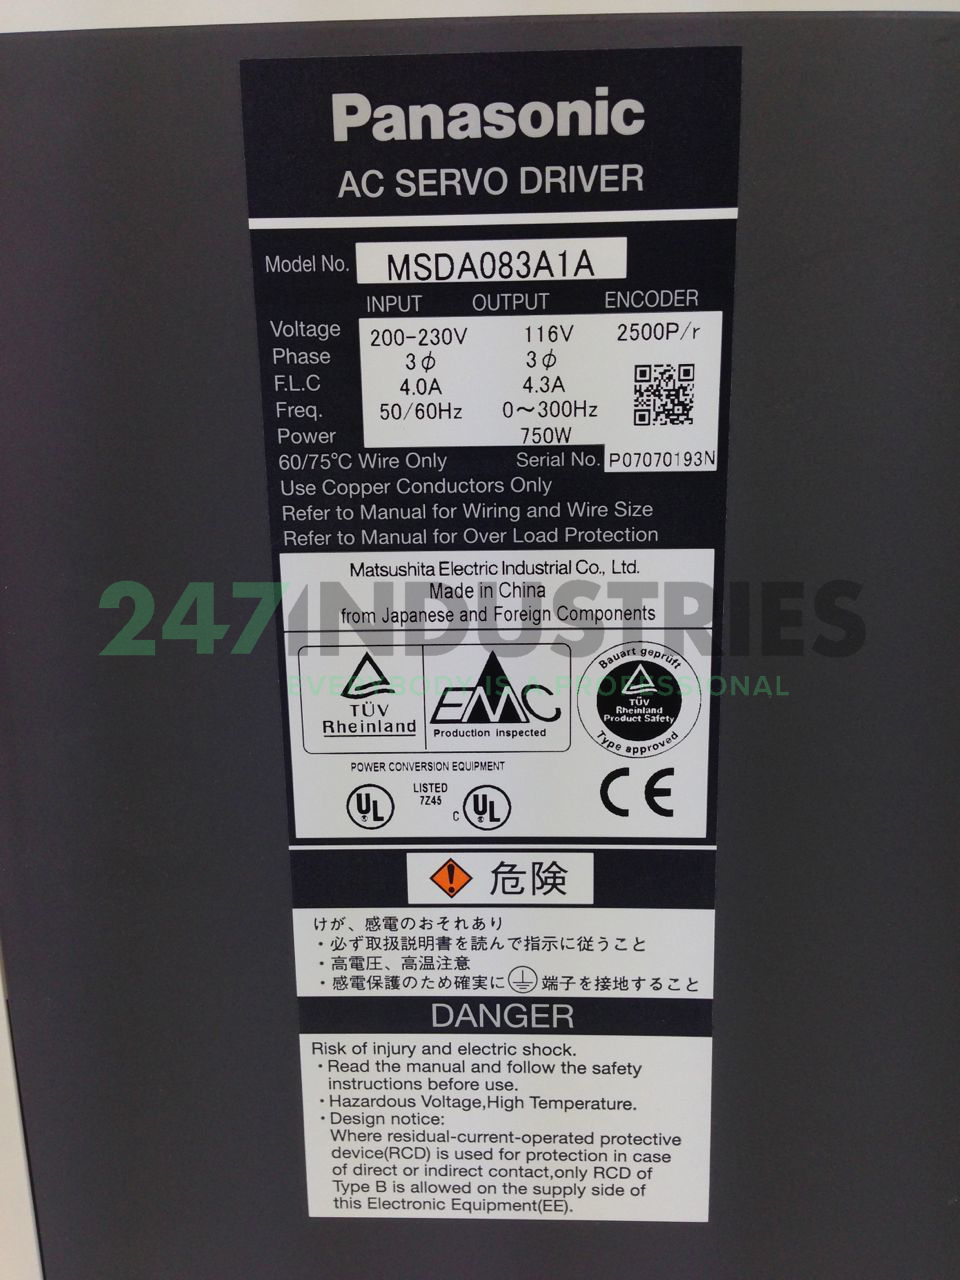 Panasonic
AC SERVO DRIVER
Model No. MSDA083A1A
INPUT OUTPUT ENCODER
Voltage 200-230V 116V 2500P/r
Phase 3ϕ 3ϕ
F.L.C 4.0A 4.3A
Freq. 50/60Hz 0~300Hz
Power 750W
60/75°C Wire Only Serial No. P07070193N
Use Copper Conductors Only
Refer to Manual for Wiring and Wire Size
Refer to Manual for Over Load Protection
Matsushita Electric Industrial Co., Ltd.
Made in China
from Japanese and Foreign Components
247INDUSTRIES
EVERYBODY IS A PROFESSIONAL
TÜV
Rheinland
EMC
Production inspected
Bauart geprüft
TÜV
Rheinland
Product Safety
Type approved
POWER CONVERSION EQUIPMENT
UL LISTED
7Z45
C UL
CE
危険
けが、感電のおそれあり
・必ず取扱説明書を読んで指示に従うこと
・高電圧、高温注意
・感電保護のため確実に端子を接地すること
DANGER
Risk of injury and electric shock.
・Read the manual and follow the safety
instructions before use.
・Hazardous Voltage,High Temperature.
・Design notice:
Where residual-current-operated protective
device(RCD) is used for protection in case
of direct or indirect contact,only RCD of
Type B is allowed on the supply side of
this Electronic Equipment(EE).